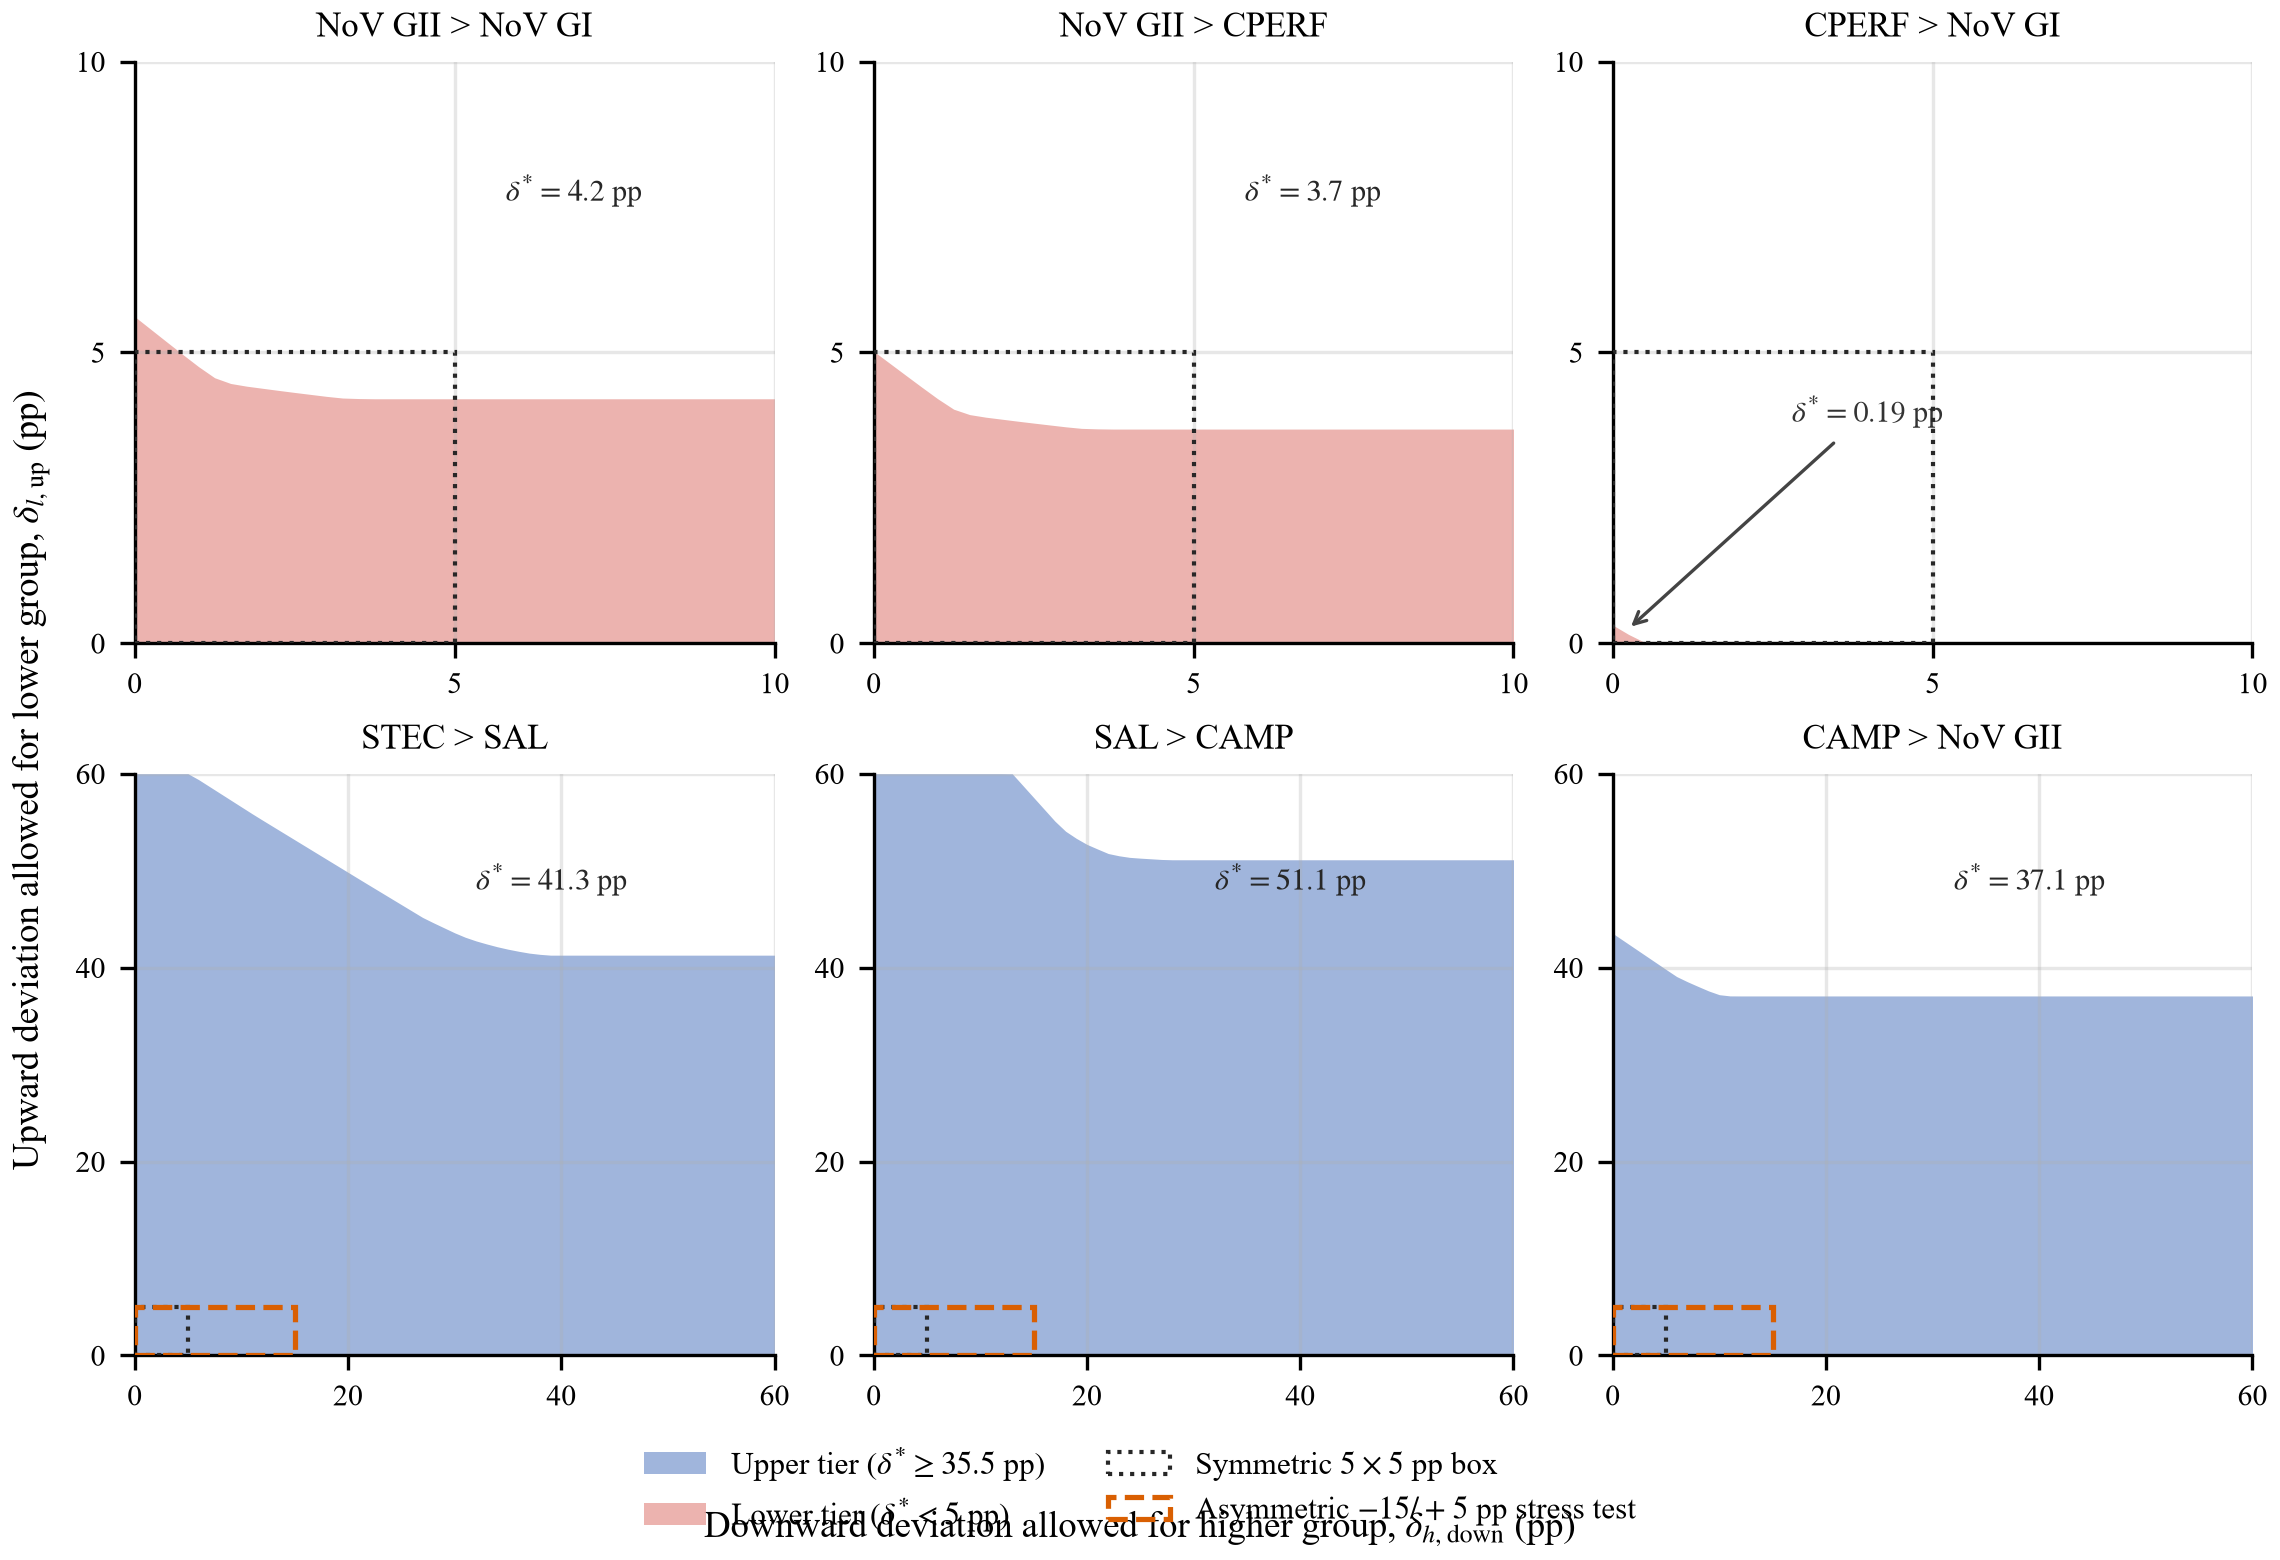 NoV GII > NoV GI
NoV GII > CPERF
CPERF > NoV GI
10
5
0
0 5 10
δ* = 4.2 pp
10
5
0
0 5 10
δ* = 3.7 pp
10
5
0
0 5 10
δ* = 0.19 pp
Upward deviation allowed for lower group, δl, up (pp)
STEC > SAL
SAL > CAMP
CAMP > NoV GII
60
40
20
0
0 20 40 60
δ* = 41.3 pp
60
40
20
0
0 20 40 60
δ* = 51.1 pp
60
40
20
0
0 20 40 60
δ* = 37.1 pp
Upper tier (δ* ≥ 35.5 pp)
Lower tier (δ* < 5 pp)
Symmetric 5 × 5 pp box
Asymmetric −15/+ 5 pp stress test
Downward deviation allowed for higher group, δh, down (pp)